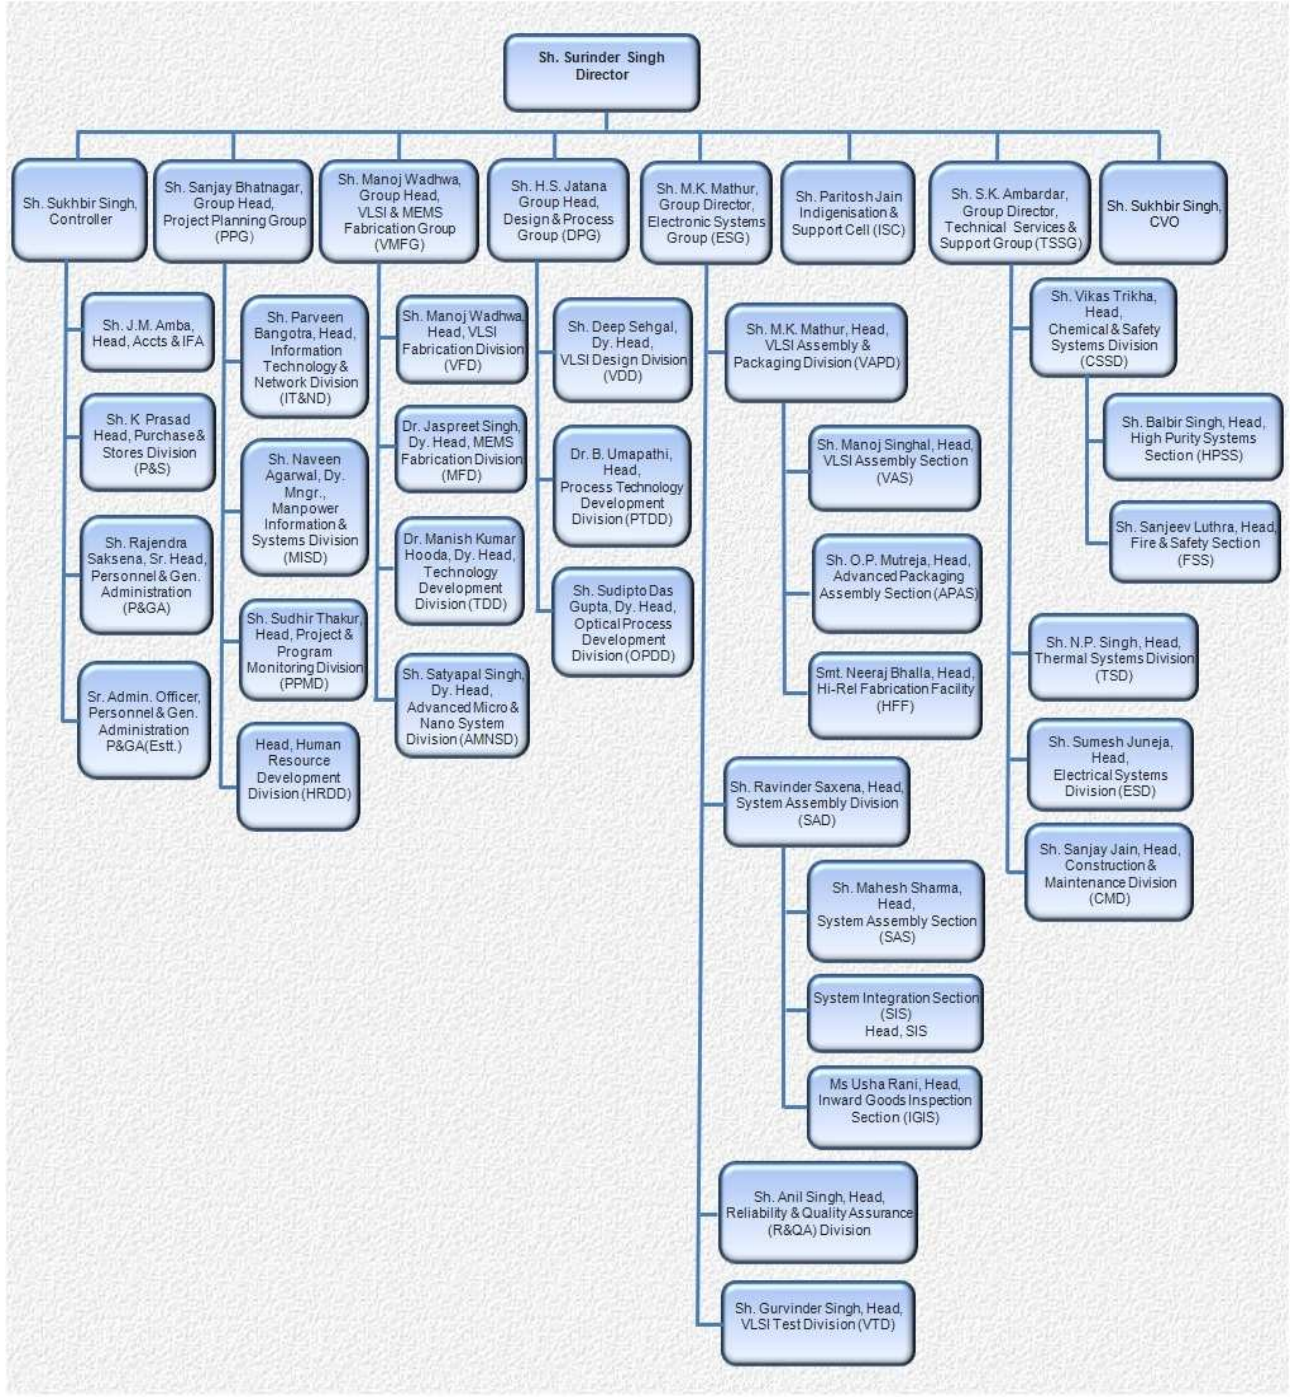 Sh. Surinder Singh
Director
Sh. Sukhbir Singh,
Controller
Sh. Sanjay Bhatnagar,
Group Head,
Project Planning Group
(PPG)
Sh. Manoj Wadhwa,
Group Head,
VLSI & MEMS
Fabrication Group
(VMFG)
Sh. H.S. Jatana
Group Head,
Design & Process
Group (DPG)
Sh. M.K. Mathur,
Group Director,
Electronic Systems
Group (ESG)
Sh. Paritosh Jain
Indigenisation &
Support Cell (ISC)
Sh. S.K. Ambardar,
Group Director,
Technical Services &
Support Group (TSSG)
Sh. Sukhbir Singh,
CVO
Sh. J.M. Amba,
Head, Accts & IFA
Sh. K Prasad
Head, Purchase &
Stores Division
(P&S)
Sh. Rajendra
Saksena, Sr. Head,
Personnel & Gen.
Administration
(P&GA)
Sr. Admin. Officer,
Personnel & Gen.
Administration
P&GA(Estt.)
Sh. Parveen
Bangotra, Head,
Information
Technology &
Network Division
(IT&ND)
Sh. Naveen
Agarwal, Dy.
Mngr.,
Manpower
Information &
Systems Division
(MISD)
Sh. Sudhir Thakur,
Head, Project &
Program
Monitoring Division
(PPMD)
Head, Human
Resource
Development
Division (HRDD)
Sh. Manoj Wadhwa,
Head, VLSI
Fabrication Division
(VFD)
Dr. Jaspreet Singh,
Dy. Head, MEMS
Fabrication Division
(MFD)
Dr. Manish Kumar
Hooda, Dy. Head,
Technology
Development
Division (TDD)
Sh. Satyapal Singh,
Dy. Head,
Advanced Micro &
Nano System
Division (AMNSD)
Sh. Deep Sehgal,
Dy. Head,
VLSI Design Division
(VDD)
Dr. B. Umapathi,
Head,
Process Technology
Development
Division (PTDD)
Sh. Sudipto Das
Gupta, Dy. Head,
Optical Process
Development
Division (OPDD)
Sh. M.K. Mathur, Head,
VLSI Assembly &
Packaging Division (VAPD)
Sh. Manoj Singhal, Head,
VLSI Assembly Section
(VAS)
Sh. O.P. Mutreja, Head,
Advanced Packaging
Assembly Section (APAS)
Smt. Neeraj Bhalla, Head,
Hi-Rel Fabrication Facility
(HFF)
Sh. Ravinder Saxena, Head,
System Assembly Division
(SAD)
Sh. Mahesh Sharma,
Head,
System Assembly Section
(SAS)
System Integration Section
(SIS)
Head, SIS
Ms Usha Rani, Head,
Inward Goods Inspection
Section (IGIS)
Sh. Anil Singh, Head,
Reliability & Quality Assurance
(R&QA) Division
Sh. Gurvinder Singh, Head,
VLSI Test Division (VTD)
Sh. Vikas Trikha,
Head,
Chemical & Safety
Systems Division
(CSSD)
Sh. Balbir Singh, Head,
High Purity Systems
Section (HPSS)
Sh. Sanjeev Luthra, Head,
Fire & Safety Section
(FSS)
Sh. N.P. Singh, Head,
Thermal Systems Division
(TSD)
Sh. Sumesh Juneja,
Head,
Electrical Systems
Division (ESD)
Sh. Sanjay Jain, Head,
Construction &
Maintenance Division
(CMD)